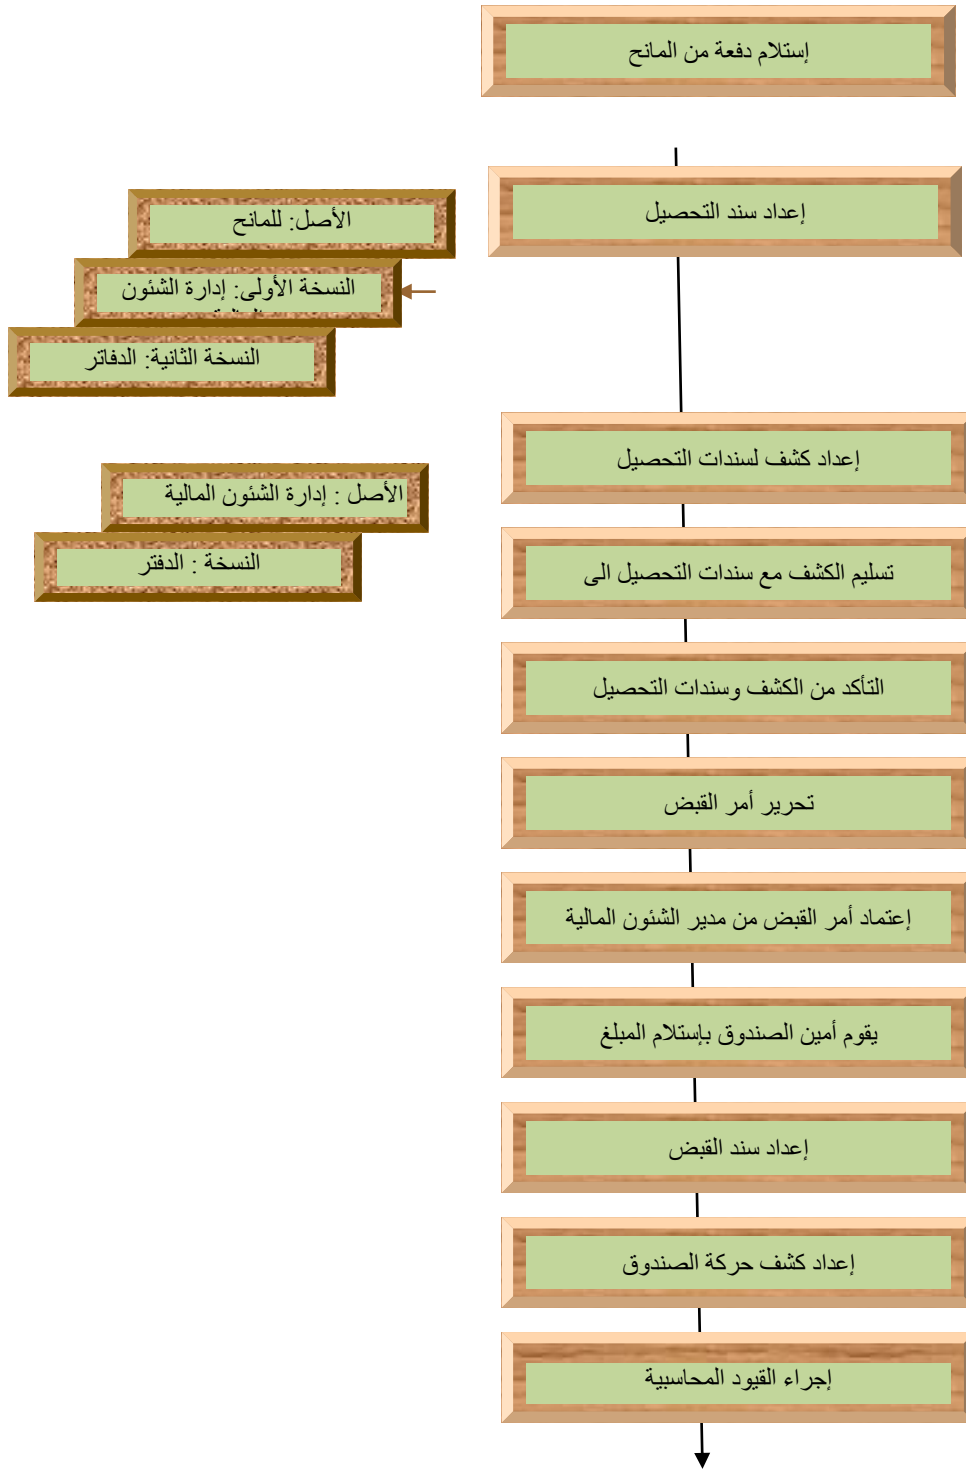 إستلام دفعة من المانح
إعداد سند التحصيل
الأصل: للمانح
النسخة الأولى: إدارة الشئون
النسخة الثانية: الدفاتر
إعداد كشف لسندات التحصيل
الأصل : إدارة الشئون المالية
النسخة : الدفتر
تسليم الكشف مع سندات التحصيل الى
التأكد من الكشف وسندات التحصيل
تحرير أمر القبض
إعتماد أمر القبض من مدير الشئون المالية
يقوم أمين الصندوق بإستلام المبلغ
إعداد سند القبض
إعداد كشف حركة الصندوق
إجراء القيود المحاسبية